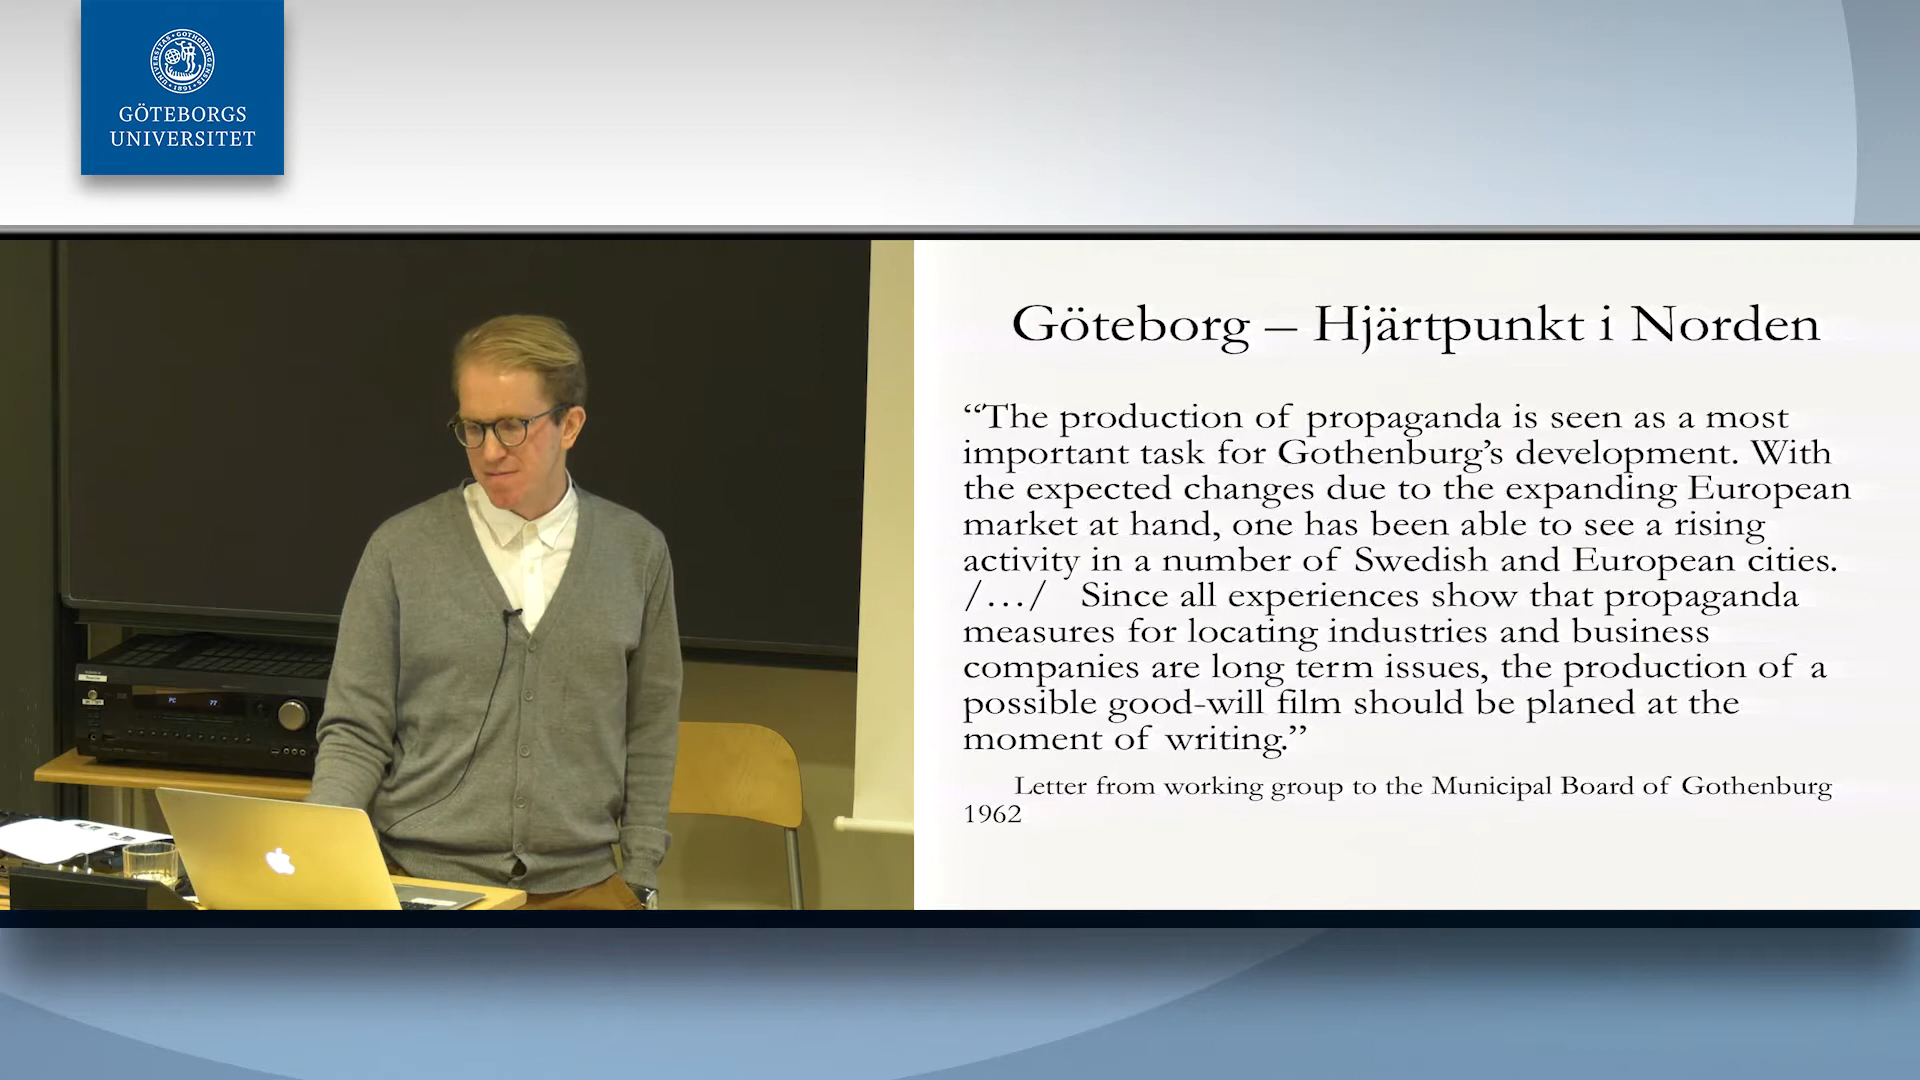 GÖTEBORGS
UNIVERSITET
Göteborg – Hjärtpunkt i Norden
“The production of propaganda is seen as a most
important task for Gothenburg’s development. With
the expected changes due to the expanding European
market at hand, one has been able to see a rising
activity in a number of Swedish and European cities.
/…/ Since all experiences show that propaganda
measures for locating industries and business
companies are long term issues, the production of a
possible good-will film should be planed at the
moment of writing.”
Letter from working group to the Municipal Board of Gothenburg
1962